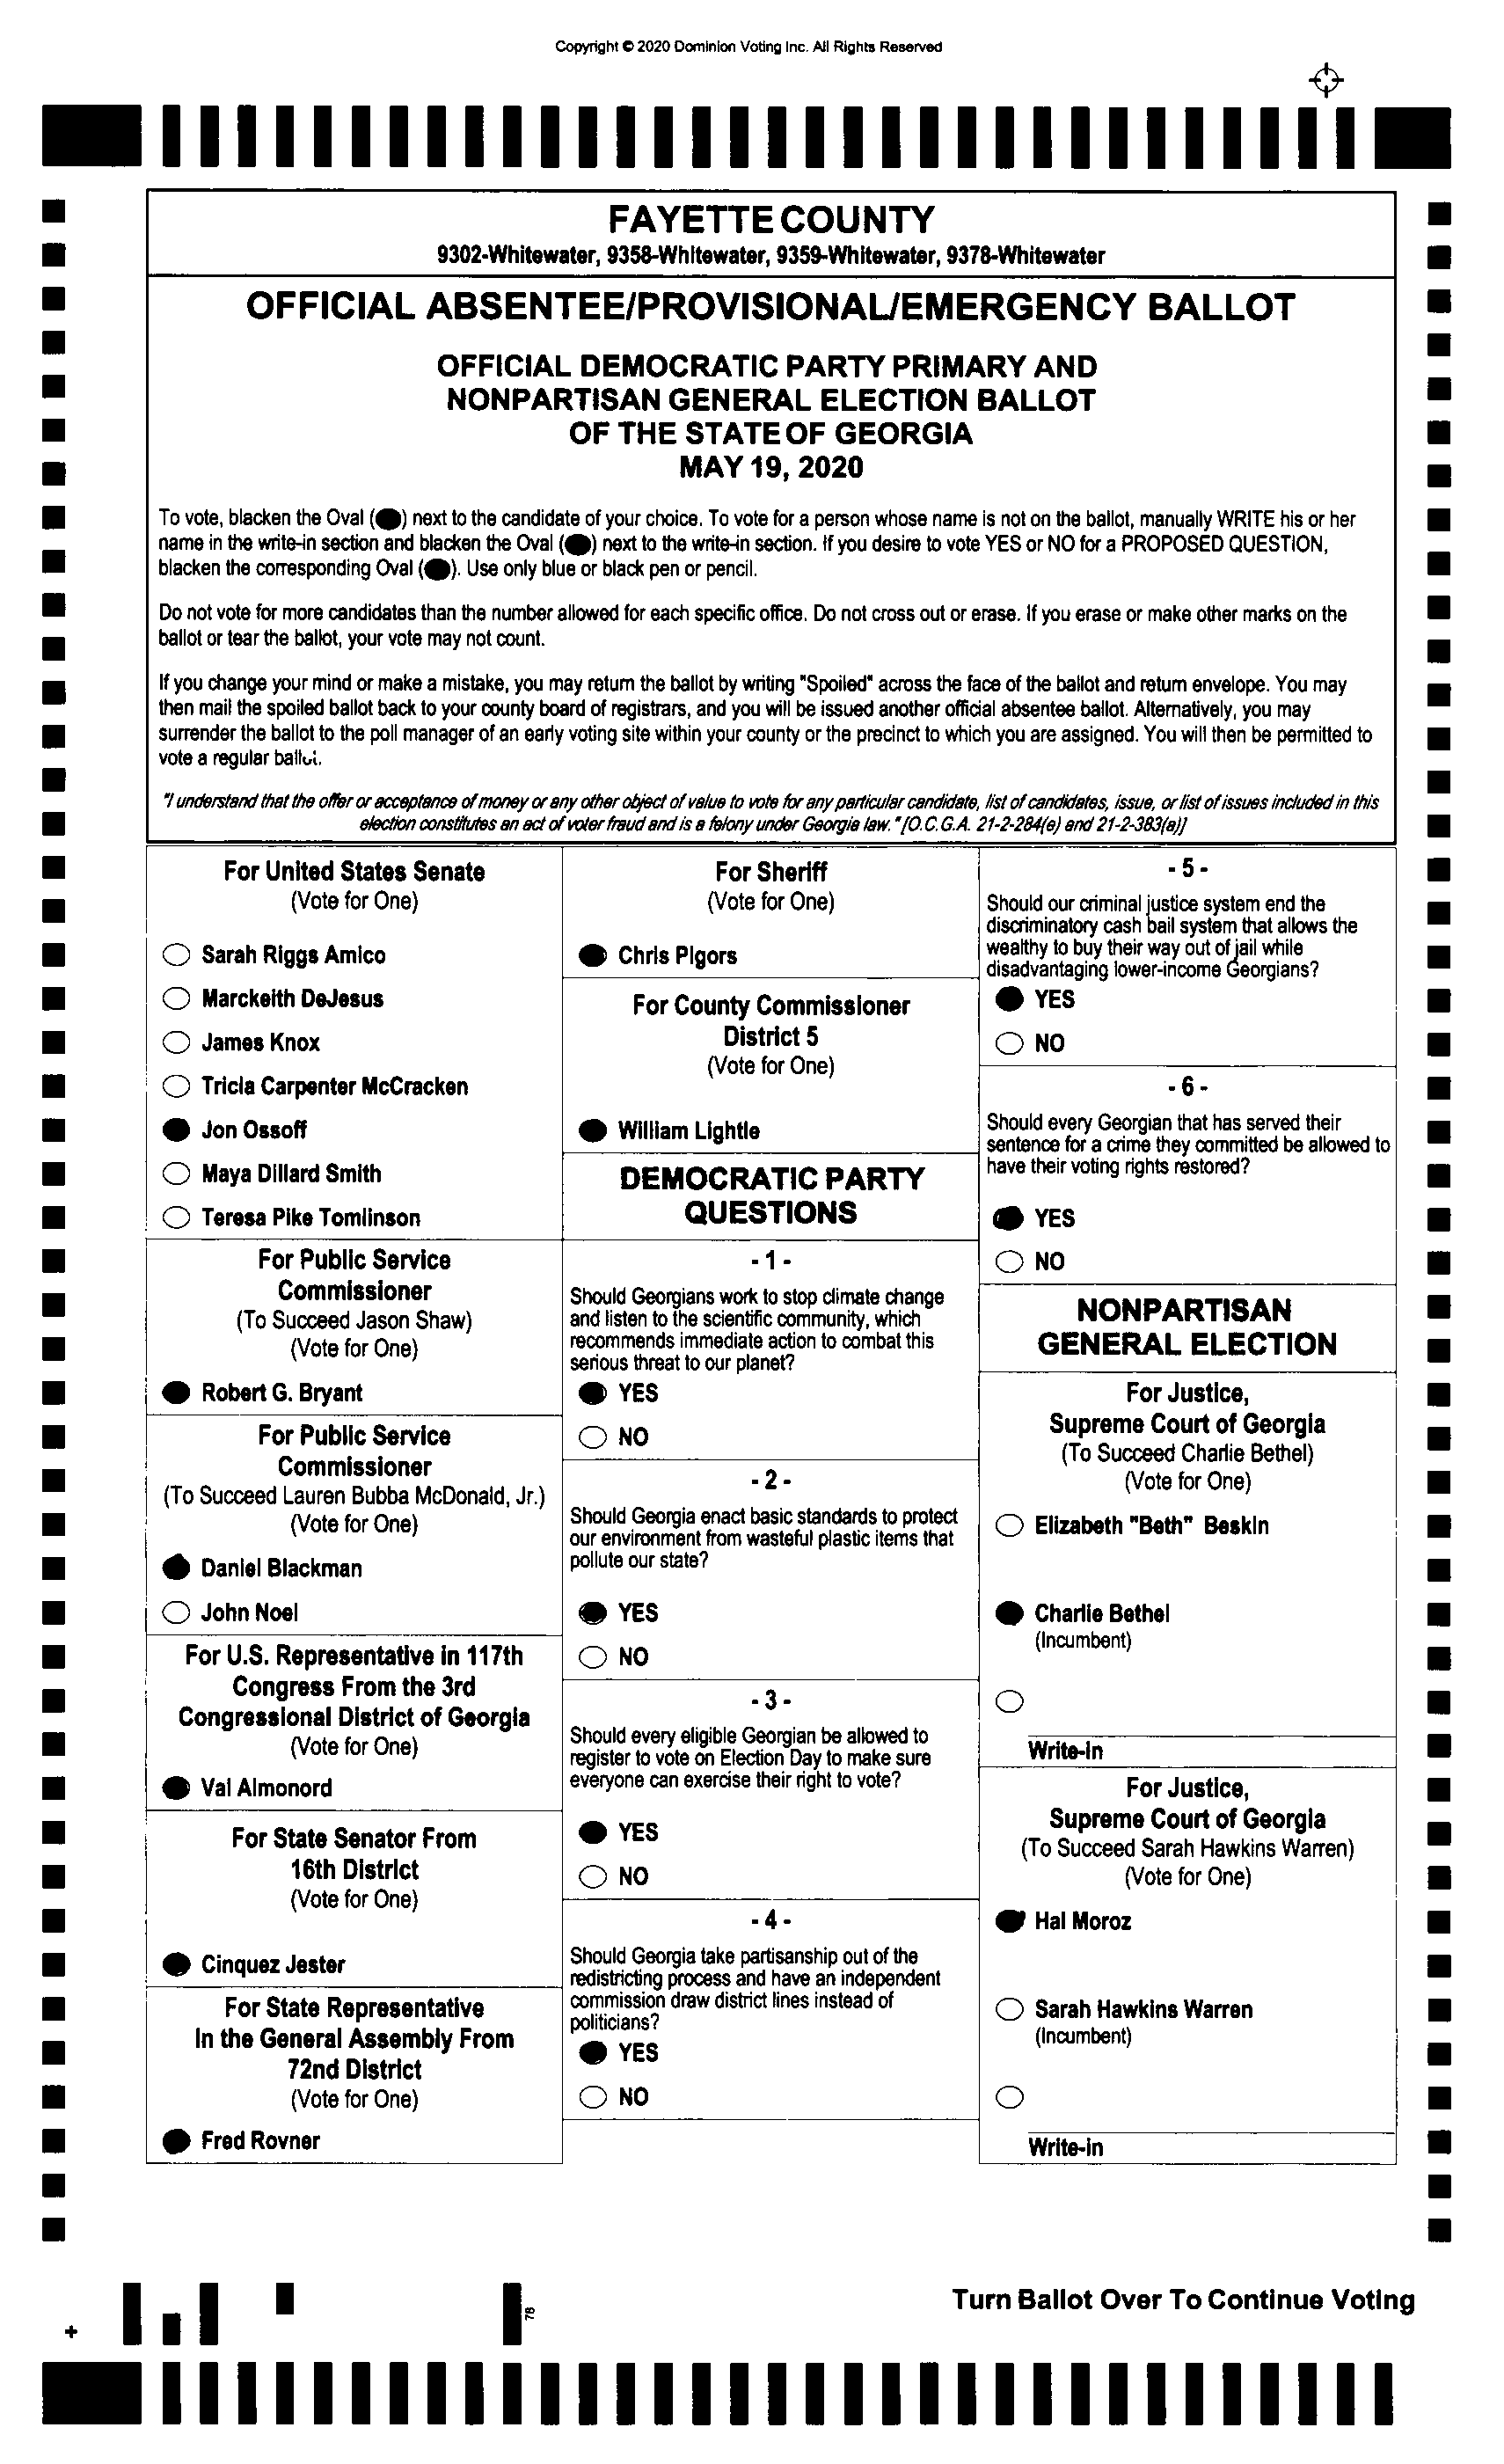 Copyright © 2020 Dominion Voting Inc. All Rights Reserved
FAYETTE COUNTY
9302-Whitewater, 9358-Whitewater, 9359-Whitewater, 9378-Whitewater
OFFICIAL ABSENTEE/PROVISIONAL/EMERGENCY BALLOT
OFFICIAL DEMOCRATIC PARTY PRIMARY AND
NONPARTISAN GENERAL ELECTION BALLOT
OF THE STATE OF GEORGIA
MAY 19, 2020
To vote, blacken the Oval ( ) next to the candidate of your choice. To vote for a person whose name is not on the ballot, manually WRITE his or her
name in the write-in section and blacken the Oval ( ) next to the write-in section. If you desire to vote YES or NO for a PROPOSED QUESTION,
blacken the corresponding Oval ( ). Use only blue or black pen or pencil.
Do not vote for more candidates than the number allowed for each specific office. Do not cross out or erase. If you erase or make other marks on the
ballot or tear the ballot, your vote may not count.
If you change your mind or make a mistake, you may return the ballot by writing "Spoiled" across the face of the ballot and return envelope. You may
then mail the spoiled ballot back to your county board of registrars, and you will be issued another official absentee ballot. Alternatively, you may
surrender the ballot to the poll manager of an early voting site within your county or the precinct to which you are assigned. You will then be permitted to
vote a regular ballot.
"I understand that the offer or acceptance of money or any other object of value to vote for any particular candidate, list of candidates, issue, or list of issues included in this
election constitutes an act of voter fraud and is a felony under Georgia law." [O.C.G.A. 21-2-284(e) and 21-2-383(a)]
For United States Senate
(Vote for One)
Sarah Riggs Amico
Marckeith DeJesus
James Knox
Tricia Carpenter McCracken
Jon Ossoff
Maya Dillard Smith
Teresa Pike Tomlinson
For Public Service
Commissioner
(To Succeed Jason Shaw)
(Vote for One)
Robert G. Bryant
For Public Service
Commissioner
(To Succeed Lauren Bubba McDonald, Jr.)
(Vote for One)
Daniel Blackman
John Noel
For U.S. Representative in 117th
Congress From the 3rd
Congressional District of Georgia
(Vote for One)
Val Almonord
For State Senator From
16th District
(Vote for One)
Cinquez Jester
For State Representative
In the General Assembly From
72nd District
(Vote for One)
Fred Rovner
For Sheriff
(Vote for One)
Chris Pigors
For County Commissioner
District 5
(Vote for One)
William Lightle
DEMOCRATIC PARTY
QUESTIONS
- 1 -
Should Georgians work to stop climate change
and listen to the scientific community, which
recommends immediate action to combat this
serious threat to our planet?
YES
NO
- 2 -
Should Georgia enact basic standards to protect
our environment from wasteful plastic items that
pollute our state?
YES
NO
- 3 -
Should every eligible Georgian be allowed to
register to vote on Election Day to make sure
everyone can exercise their right to vote?
YES
NO
- 4 -
Should Georgia take partisanship out of the
redistricting process and have an independent
commission draw district lines instead of
politicians?
YES
NO
- 5 -
Should our criminal justice system end the
discriminatory cash bail system that allows the
wealthy to buy their way out of jail while
disadvantaging lower-income Georgians?
YES
NO
- 6 -
Should every Georgian that has served their
sentence for a crime they committed be allowed to
have their voting rights restored?
YES
NO
NONPARTISAN
GENERAL ELECTION
For Justice,
Supreme Court of Georgia
(To Succeed Charlie Bethel)
(Vote for One)
Elizabeth "Beth" Beskin
Charlie Bethel
(Incumbent)
Write-in
For Justice,
Supreme Court of Georgia
(To Succeed Sarah Hawkins Warren)
(Vote for One)
Hal Moroz
Sarah Hawkins Warren
(Incumbent)
Write-in
Turn Ballot Over To Continue Voting
78